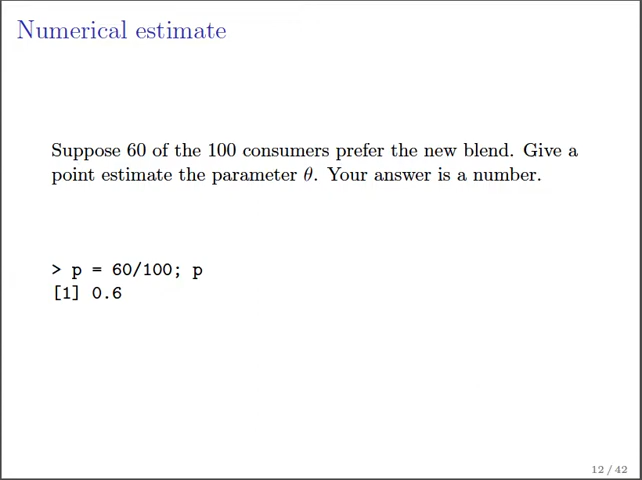 Numerical estimate
Suppose 60 of the 100 consumers prefer the new blend. Give a
point estimate the parameter θ. Your answer is a number.
> p = 60/100; p
[1] 0.6
12 / 42